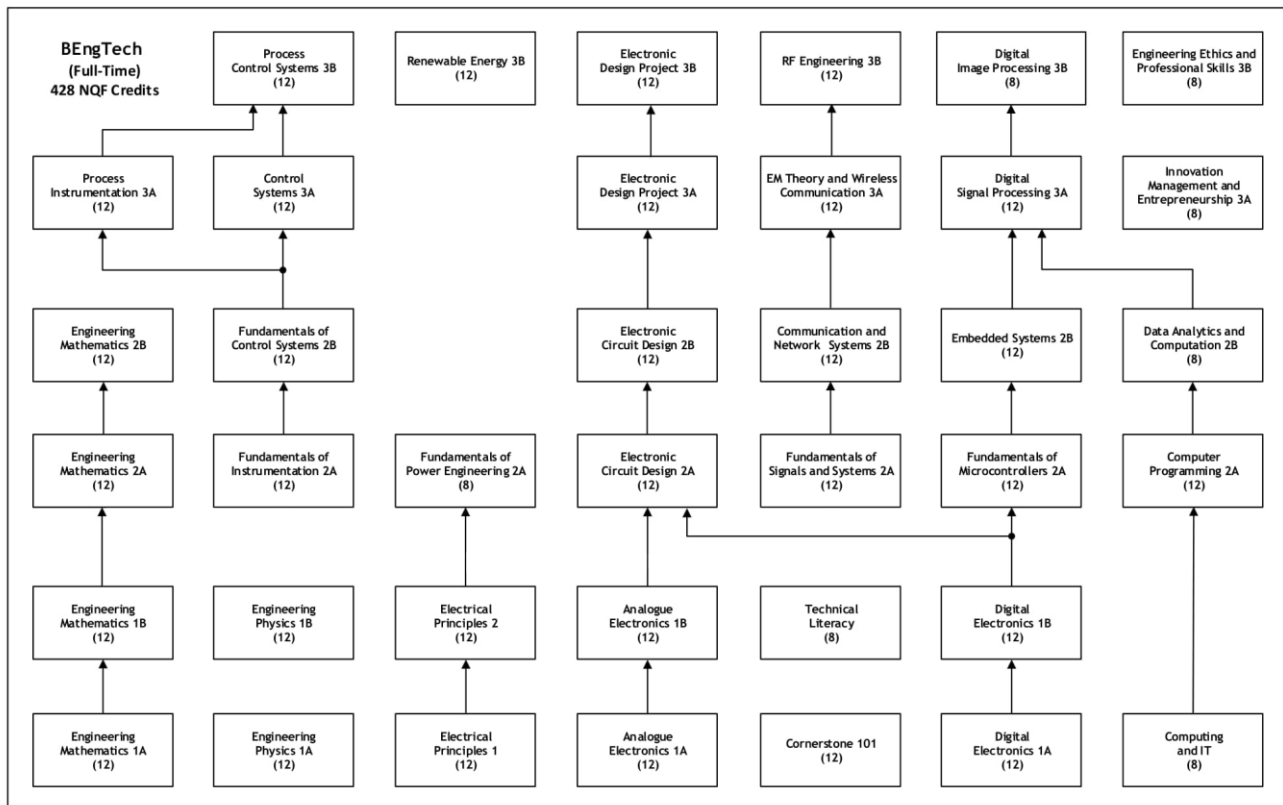 BEngTech
(Full-Time)
428 NQF Credits
Process
Control Systems 3B
(12)
Renewable Energy 3B
(12)
Electronic
Design Project 3B
(12)
RF Engineering 3B
(12)
Digital
Image Processing 3B
(8)
Engineering Ethics and
Professional Skills 3B
(8)
Process
Instrumentation 3A
(12)
Control
Systems 3A
(12)
Electronic
Design Project 3A
(12)
EM Theory and Wireless
Communication 3A
(12)
Digital
Signal Processing 3A
(12)
Innovation
Management and
Entrepreneurship 3A
(8)
Engineering
Mathematics 2B
(12)
Fundamentals of
Control Systems 2B
(12)
Electronic
Circuit Design 2B
(12)
Communication and
Network Systems 2B
(12)
Embedded Systems 2B
(12)
Data Analytics and
Computation 2B
(8)
Engineering
Mathematics 2A
(12)
Fundamentals of
Instrumentation 2A
(12)
Fundamentals of
Power Engineering 2A
(8)
Electronic
Circuit Design 2A
(12)
Fundamentals of
Signals and Systems 2A
(12)
Fundamentals of
Microcontrollers 2A
(12)
Computer
Programming 2A
(12)
Engineering
Mathematics 1B
(12)
Engineering
Physics 1B
(12)
Electrical
Principles 2
(12)
Analogue
Electronics 1B
(12)
Technical
Literacy
(8)
Digital
Electronics 1B
(12)
Engineering
Mathematics 1A
(12)
Engineering
Physics 1A
(12)
Electrical
Principles 1
(12)
Analogue
Electronics 1A
(12)
Cornerstone 101
(12)
Digital
Electronics 1A
(12)
Computing
and IT
(8)